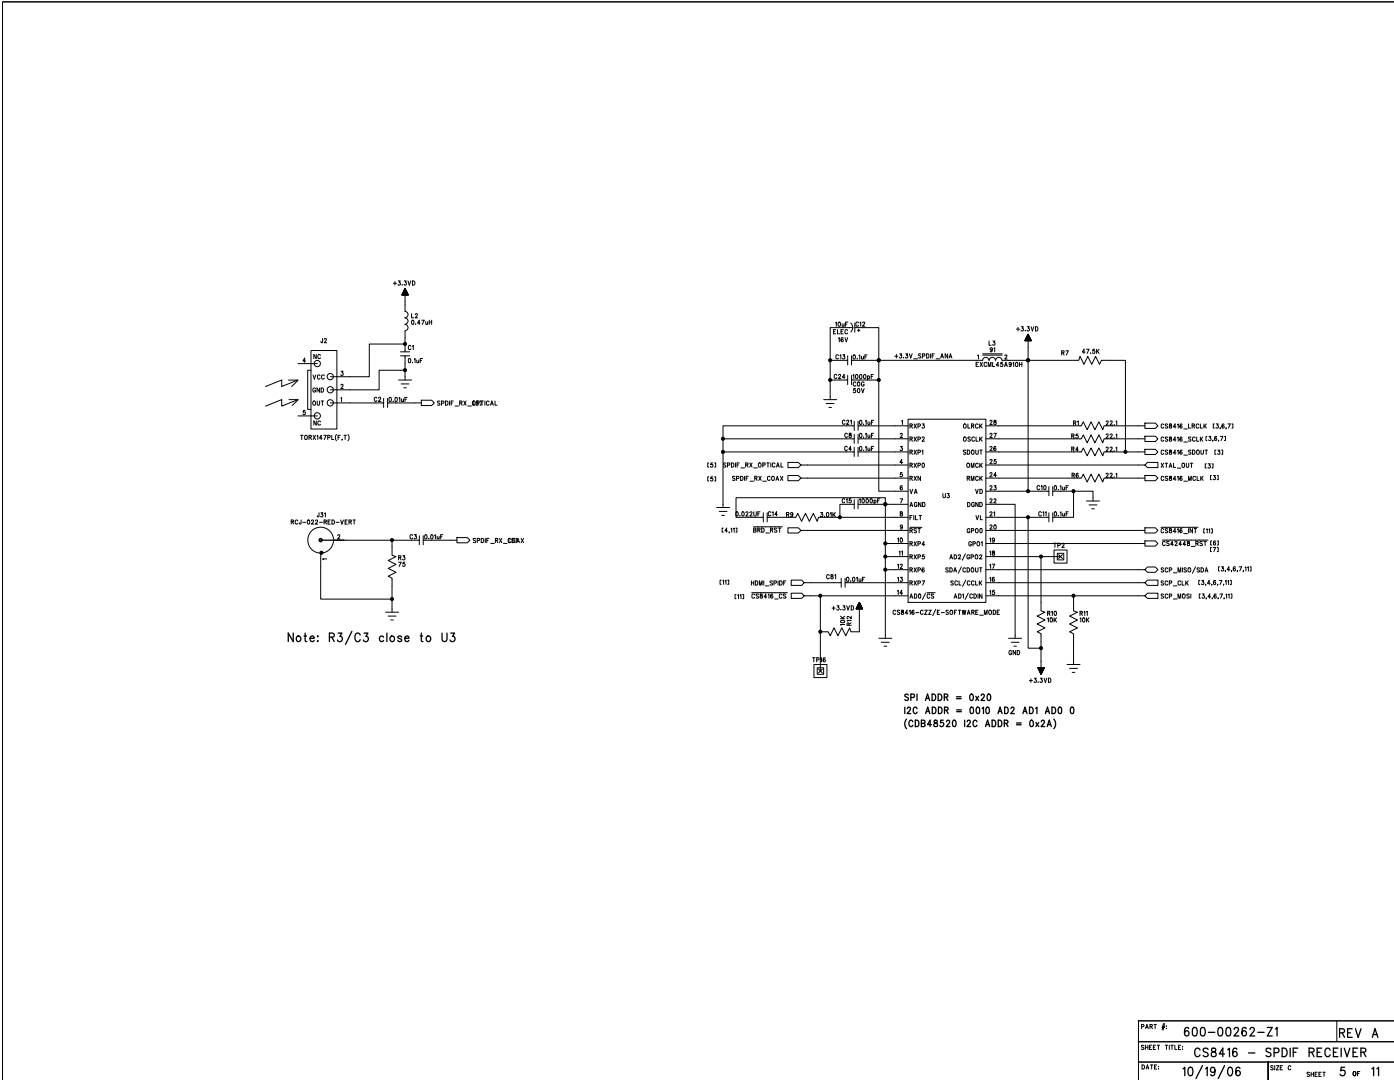 +3.3VD
L2
0.47uH
C1
0.1uF
J2
4
NC
VCC 3
GND 2
OUT 1
5
NC
TORX147PL(F,T)
C2 0.01uF
J31
RCJ-022-RED-VERT
2
1
C3 0.01uF
R3
75
Note: R3/C3 close to U3
10uF C12
ELEC +
16V
C13 0.1uF
C24 1000pF
COG
50V
+3.3V_SPDIF_ANA
L3
91
1 2
EXCML45A910H
+3.3VD
R7 47.5K
C21 0.1uF 1 RXP3 OLRCK 28 R1 22.1 CS8416_LRCLK [3,6,7]
C8 0.1uF 2 RXP2 OSCLK 27 R5 22.1 CS8416_SCLK [3,6,7]
C4 0.1uF 3 RXP1 SDOUT 26 R4 22.1 CS8416_SDOUT [3]
[5] SPDIF_RX_OPTICAL 4 RXP0 OMCK 25 XTAL_OUT [3]
[5] SPDIF_RX_COAX 5 RXN RMCK 24 R6 22.1 CS8416_MCLK [3]
6 VA U3 VD 23 C10 0.1uF
C15 1000pF 7 AGND DGND 22
0.022UF C14 R9 3.01K 8 FILT VL 21 C11 0.1uF
[4,11] BRD_RST 9 RST GPO0 20 CS8416_INT [11]
10 RXP4 GPO1 19 CS42448_RST [6]
[7]
11 RXP5 AD2/GPO2 18 TP2
12 RXP6 SDA/CDOUT 17 SCP_MISO/SDA [3,4,6,7,11]
[11] HDMI_SPIDF C81 0.01uF 13 RXP7 SCL/CCLK 16 SCP_CLK [3,4,6,7,11]
[11] CS8416_CS 14 AD0/CS AD1/CDIN 15 SCP_MOSI [3,4,6,7,11]
CS8416-CZZ/E-SOFTWARE_MODE
+3.3VD
10K
R12
TP16
GND
R10
10K
R11
10K
+3.3VD
SPI ADDR = 0x20
I2C ADDR = 0010 AD2 AD1 AD0 0
(CDB48520 I2C ADDR = 0x2A)
PART #: 600-00262-Z1 REV A
SHEET TITLE: CS8416 - SPDIF RECEIVER
DATE: 10/19/06 SIZE C SHEET 5 OF 11